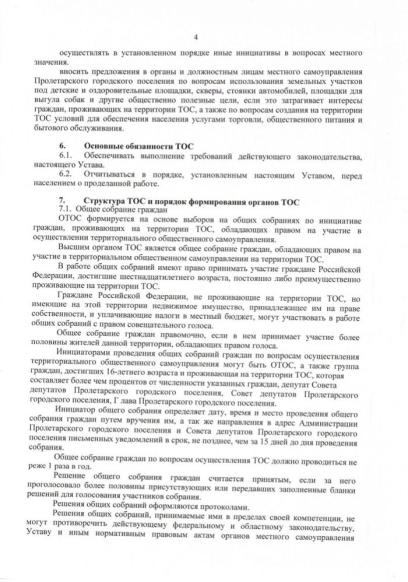 4
осуществлять в установленном порядке иные инициативы в вопросах местного
значения.
вносить предложения в органы и должностным лицам местного самоуправления
Пролетарского городского поселения по вопросам использования земельных участков
под детские и оздоровительные площадки, скверы, стоянки автомобилей, площадки для
выгула собак и другие общественно полезные цели, если это затрагивает интересы
граждан, проживающих на территории ТОС, а также по вопросам создания на территории
ТОС условий для обеспечения населения услугами торговли, общественного питания и
бытового обслуживания.
6. Основные обязанности ТОС
6.1. Обеспечивать выполнение требований действующего законодательства,
настоящего Устава.
6.2. Отчитываться в порядке, установленным настоящим Уставом, перед
населением о проделанной работе.
7. Структура ТОС и порядок формирования органов ТОС
7.1. Общее собрание граждан
ОТОС формируется на основе выборов на общих собраниях по инициативе
граждан, проживающих на территории ТОС, обладающих правом на участие в
осуществлении территориального общественного самоуправления.
Высшим органом ТОС является общее собрание граждан, обладающих правом на
участие в территориальном общественном самоуправлении на территории ТОС.
В работе общих собраний имеют право принимать участие граждане Российской
Федерации, достигшие шестнадцатилетнего возраста, постоянно либо преимущественно
проживающие на территории ТОС.
Граждане Российской Федерации, не проживающие на территории ТОС, но
имеющие на этой территории недвижимое имущество, принадлежащее им на праве
собственности, и уплачивающие налоги в местный бюджет, могут участвовать в работе
общих собраний с правом совещательного голоса.
Общее собрание граждан правомочно, если в нем принимает участие более
половины жителей данной территории, обладающих правом голоса.
Инициаторами проведения общих собраний граждан по вопросам осуществления
территориального общественного самоуправления могут быть ОТОС, а также группа
граждан, достигших 16-летнего возраста и проживающая на территории ТОС, которая
составляет более чем процентов от численности указанных граждан, депутат Совета
депутатов Пролетарского городского поселения, Совет депутатов Пролетарского
городского поселения, Г лава Пролетарского городского поселения.
Инициатор общего собрания определяет дату, время и место проведения общего
собрания граждан путем вручения им, а так же направления в адрес Администрации
Пролетарского городского поселения и Совета депутатов Пролетарского городского
поселения письменных уведомлений в срок, не позднее, чем за 15 дней до дня проведения
собрания.
Общее собрание граждан по вопросам осуществления ТОС должно проводиться не
реже 1 раза в год.
Решение общего собрания граждан считается принятым, если за него
проголосовало более половины присутствующих или передавших заполненные бланки
решений для голосования участников собрания.
Решения общих собраний оформляются протоколами.
Решения общих собраний, принимаемые ими в пределах своей компетенции, не
могут противоречить действующему федеральному и областному законодательству,
Уставу и иным нормативным правовым актам органов местного самоуправления